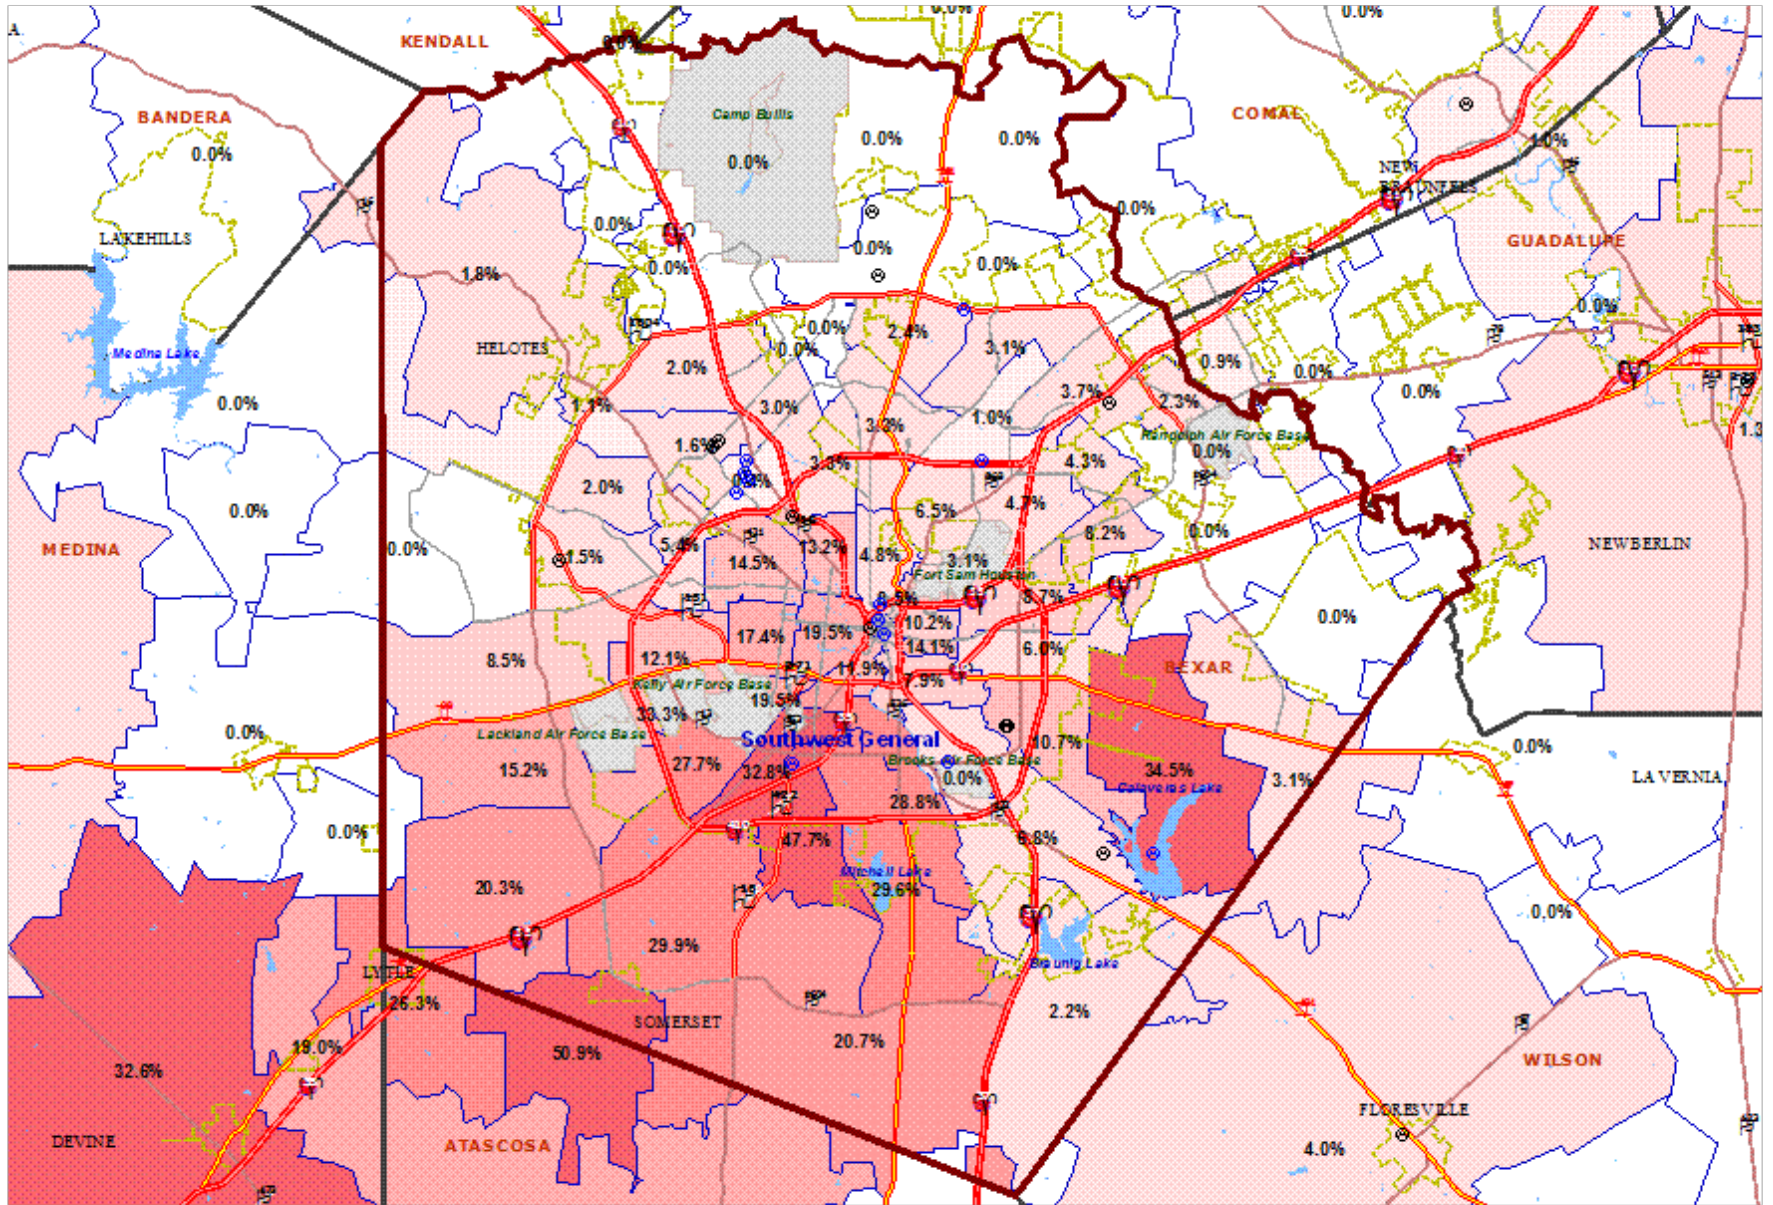 0.0%
0.0%
A
KENDALL
0.0%
BANDERA
Camp Bullis
COMAL
0.0%
0.0%
1.0%
0.0%
0.0%
NEW
BRAUNFELS
0.0%
0.0%
LAKEHILLS
0.0%
GUADALUPE
0.0%
0.0%
1.8%
0.0%
0.0%
2.4%
HELOTES
3.1%
Medina Lake
0.0%
0.9%
2.0%
0.0%
0.0%
3.7%
0.0%
1.1%
3.0%
2.3%
1.0%
3.2%
1.3
Randolph Air Force Base
1.6%
0.0%
3.3%
4.3%
2.0%
4.7%
0.0%
6.5%
0.0%
8.2%
MEDINA
0.0%
5.4%
13.2%
NEW BERLIN
1.5%
14.5%
4.8%
3.1%
Fort Sam Houston
8.7%
0.0%
10.2%
17.4%
19.5%
14.1%
6.0%
8.5%
12.1%
11.9%
BEXAR
7.9%
Kelly Air Force Base
19.5%
33.3%
0.0%
Lackland Air Force Base
Southwest General
10.7%
0.0%
Brooks Air Force Base
15.2%
27.7%
32.8%
0.0%
34.5%
3.1%
LA VERNIA
Calaveras Lake
28.8%
0.0%
47.7%
Mitchell Lake
20.3%
29.6%
0.0%
29.9%
Braunig Lake
LYTLE
26.3%
2.2%
SOMERSET
20.7%
19.0%
50.9%
WILSON
32.6%
FLORESVILLE
DEVINE
ATASCOSA
4.0%